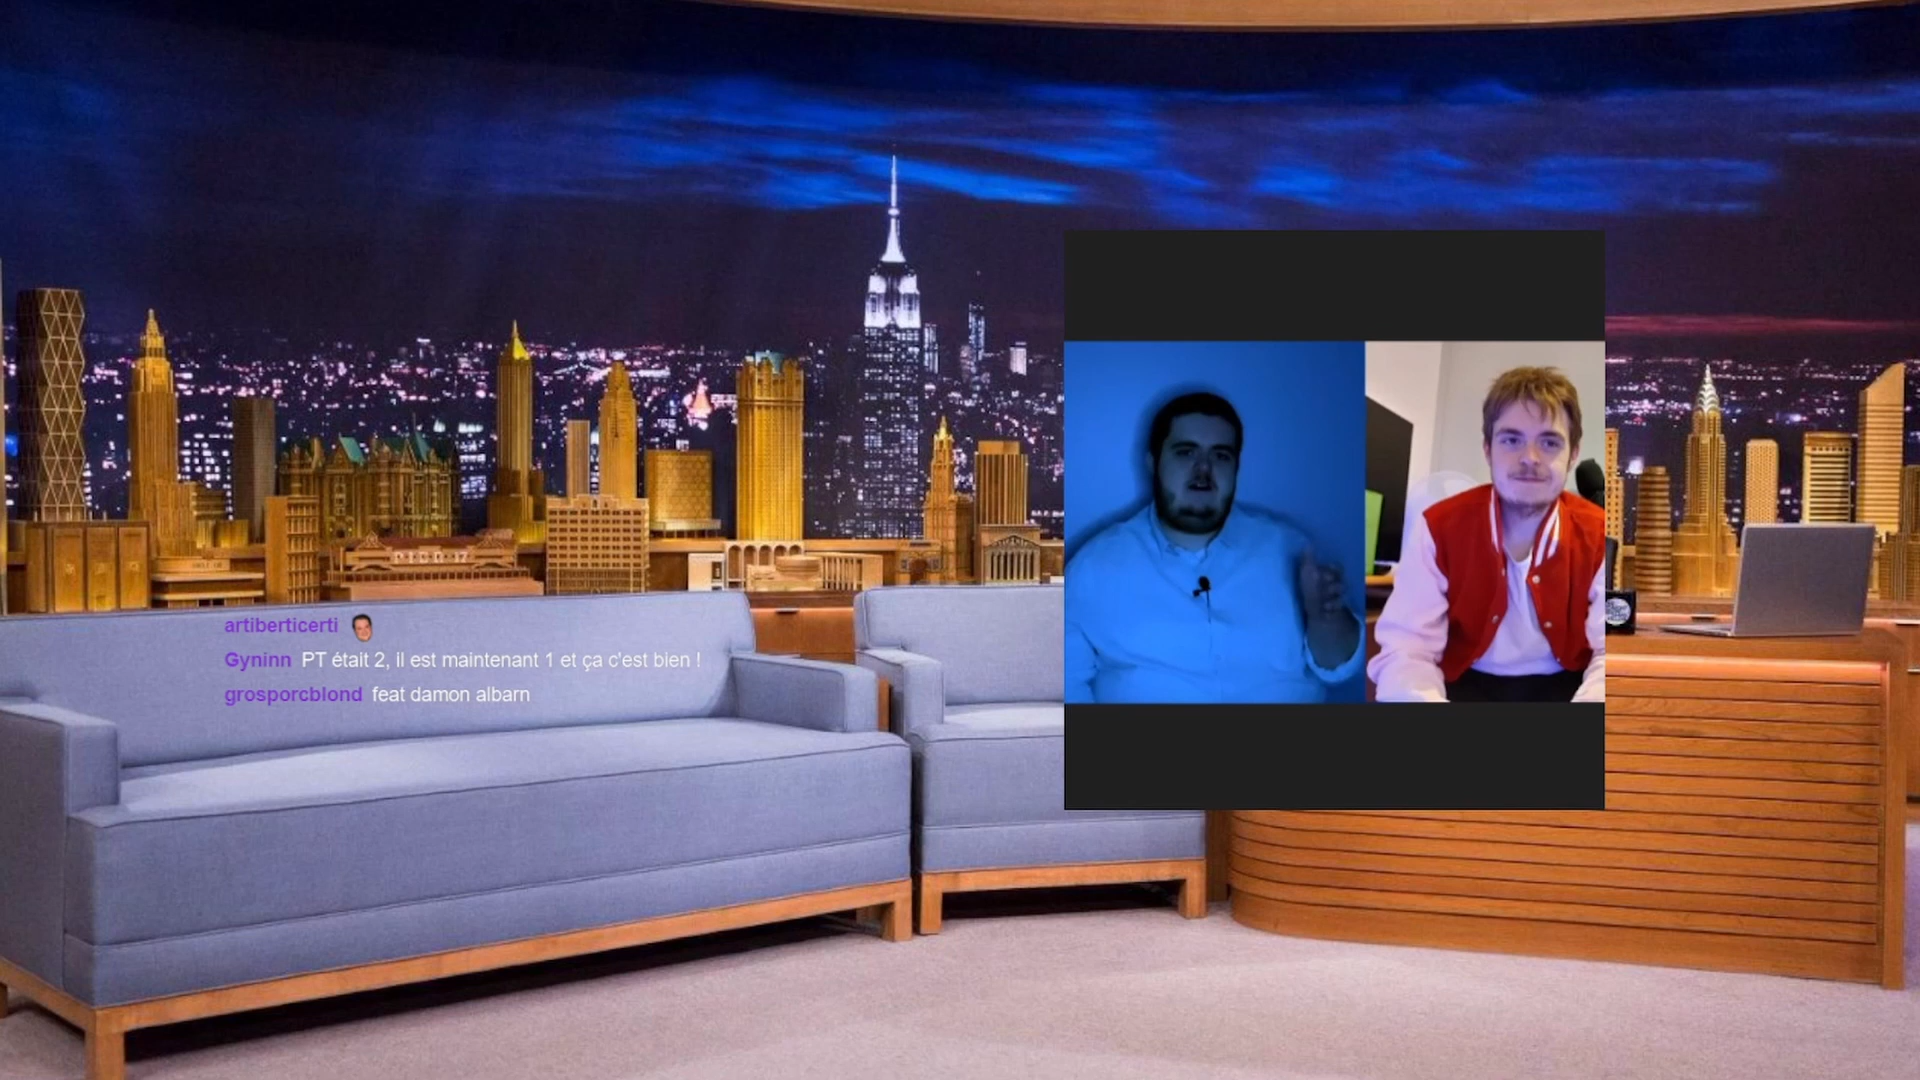 artiberticerti
Gyninn PT était 2, il est maintenant 1 et ça c'est bien !
grosporcblond feat damon albarn